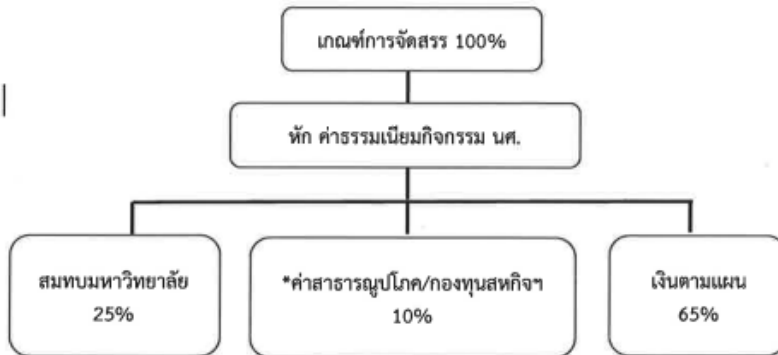 เกณฑ์การจัดสรร 100%
หัก ค่าธรรมเนียมกิจกรรม นศ.
สมทบมหาวิทยาลัย
25%
*ค่าสาธารณูปโภค/กองทุนสหกิจฯ
10%
เงินตามแผน
65%